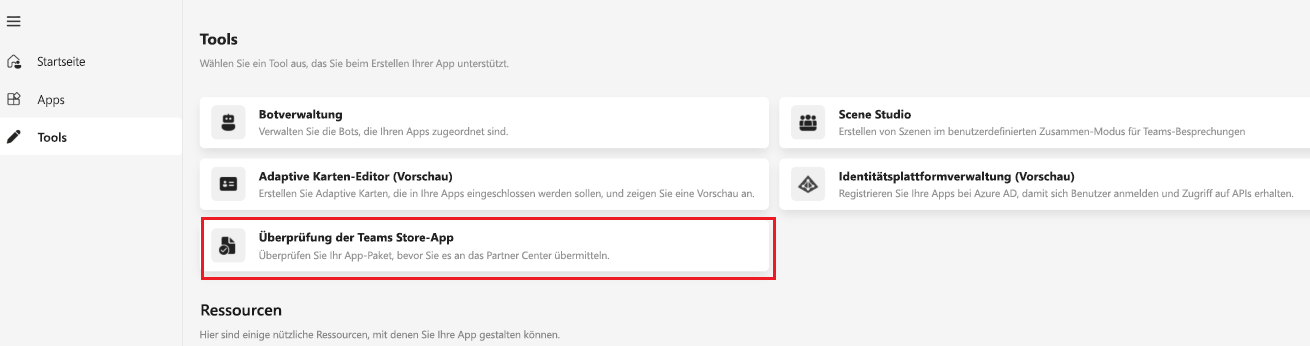 Startseite
Apps
Tools
Tools
Wählen Sie ein Tool aus, das Sie beim Erstellen Ihrer App unterstützt.
Botverwaltung
Verwalten Sie die Bots, die Ihren Apps zugeordnet sind.
Scene Studio
Erstellen von Szenen im benutzerdefinierten Zusammen-Modus für Teams-Besprechungen
Adaptive Karten-Editor (Vorschau)
Erstellen Sie Adaptive Karten, die in Ihre Apps eingeschlossen werden sollen, und zeigen Sie eine Vorschau an.
Identitätsplattformverwaltung (Vorschau)
Registrieren Sie Ihre Apps bei Azure AD, damit sich Benutzer anmelden und Zugriff auf APIs erhalten.
Überprüfung der Teams Store-App
Überprüfen Sie Ihr App-Paket, bevor Sie es an das Partner Center übermitteln.
Ressourcen
Hier sind einige nützliche Ressourcen, mit denen Sie Ihre App gestalten können.